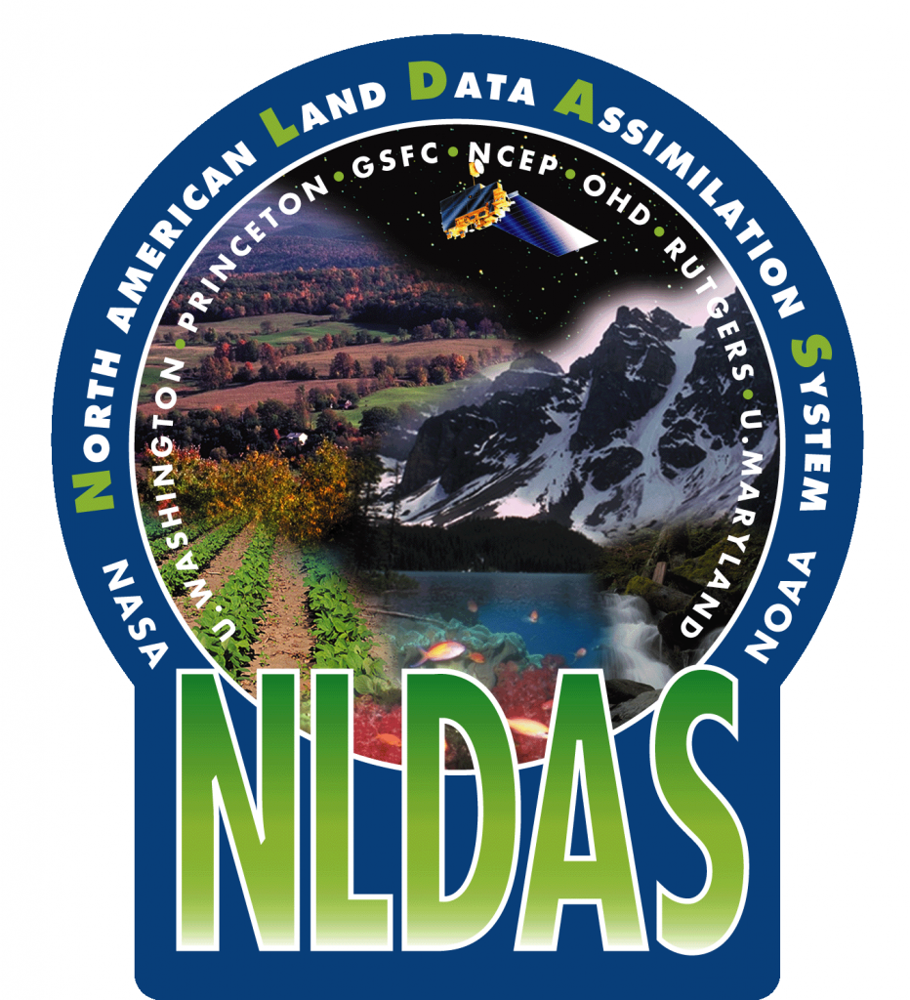 NORTH AMERICAN LAND DATA ASSIMILATION SYSTEM
NASA
NOAA
U.WASHINGTON • PRINCETON • GSFC • NCEP • OHD • RUTGERS • U.MARYLAND
NLDAS